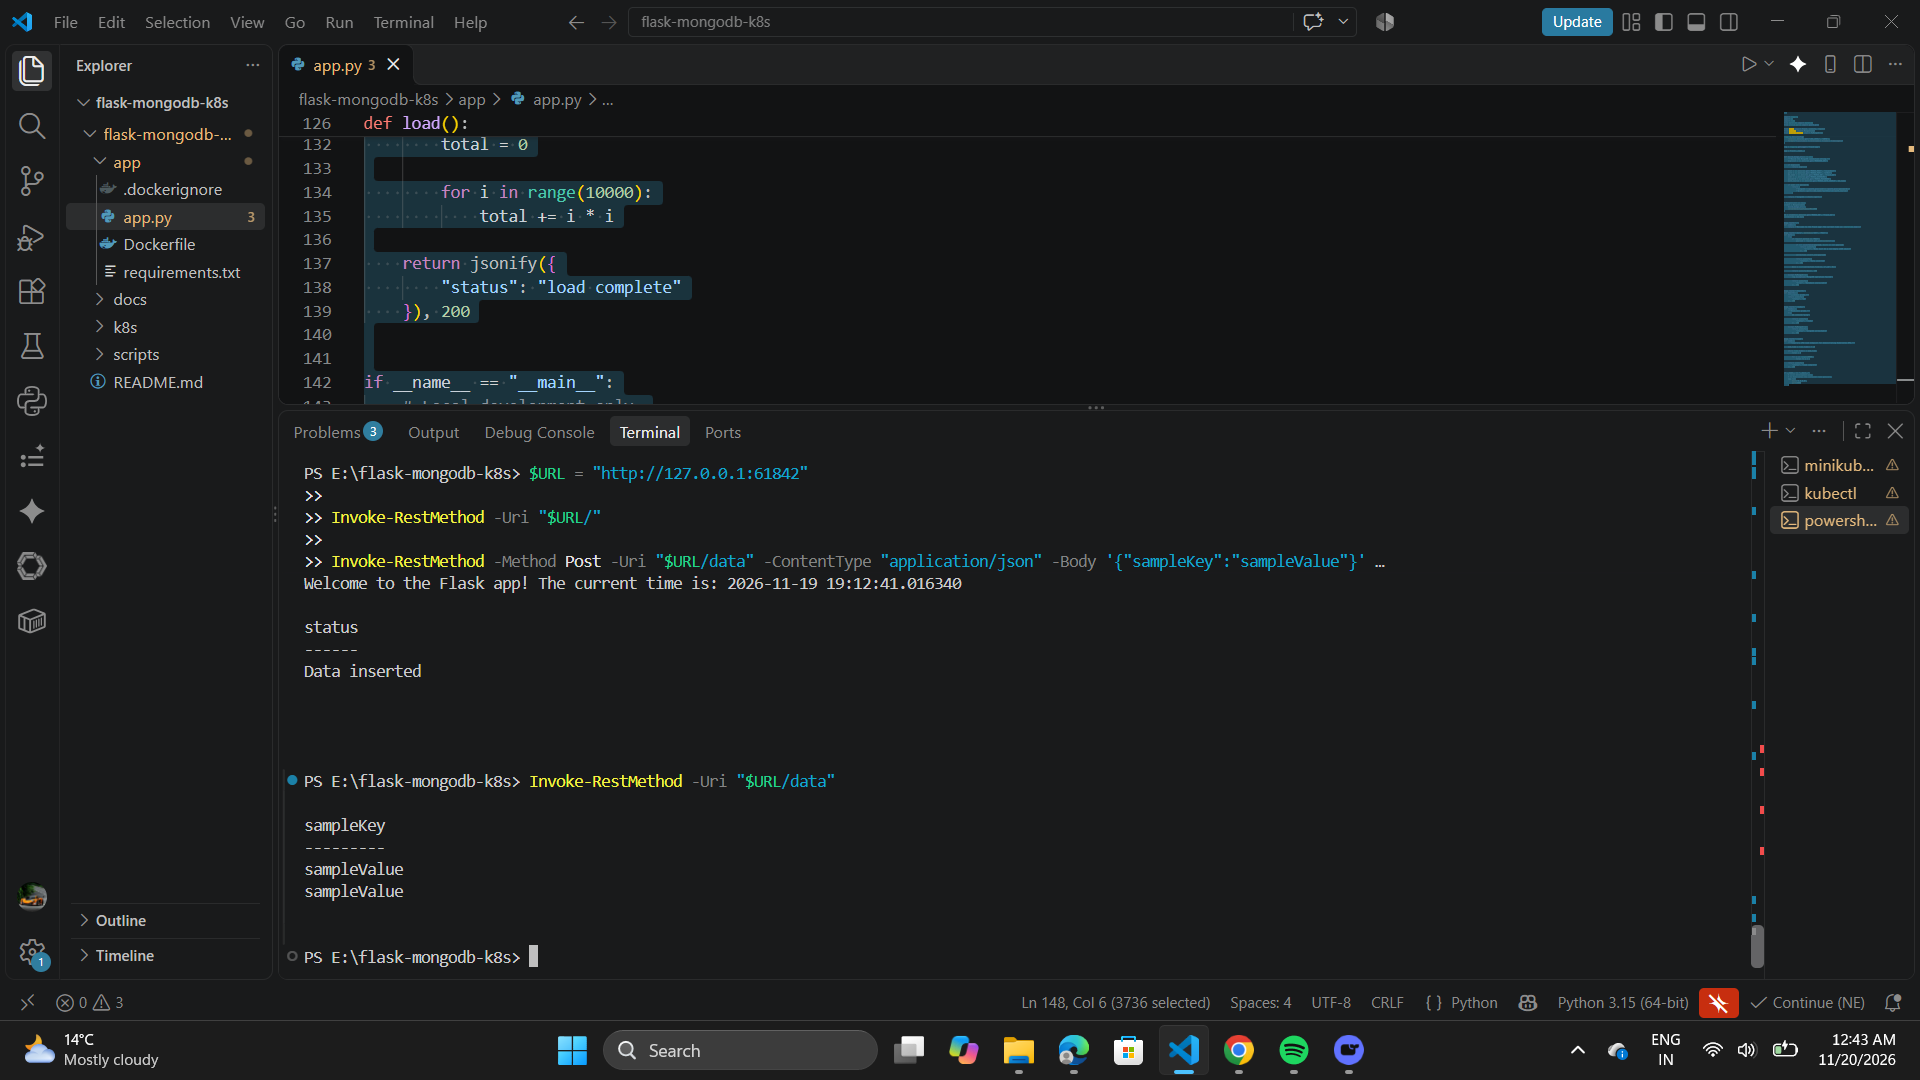 File Edit Selection View Go Run Terminal Help
flask-mongodb-k8s
Update
Explorer
flask-mongodb-k8s
flask-mongodb-...
app
.dockerignore
app.py 3
Dockerfile
requirements.txt
docs
k8s
scripts
README.md
Outline
Timeline
1
app.py 3
flask-mongodb-k8s > app > app.py > ...
126 def load():
132 total = 0
133
134 for i in range(10000):
135 total += i * i
136
137 return jsonify({
138 "status": "load complete"
139 }), 200
140
141
142 if __name__ == "__main__":
Problems 3 Output Debug Console Terminal Ports
PS E:\flask-mongodb-k8s> $URL = "http://127.0.0.1:61842"
>>
>> Invoke-RestMethod -Uri "$URL/"
>>
>> Invoke-RestMethod -Method Post -Uri "$URL/data" -ContentType "application/json" -Body '{"sampleKey":"sampleValue"}' …
Welcome to the Flask app! The current time is: 2026-11-19 19:12:41.016340
status
------
Data inserted
PS E:\flask-mongodb-k8s> Invoke-RestMethod -Uri "$URL/data"
sampleKey
---------
sampleValue
sampleValue
PS E:\flask-mongodb-k8s>
minikub...
kubectl
powersh...
0 3
Ln 148, Col 6 (3736 selected) Spaces: 4 UTF-8 CRLF { } Python Python 3.15 (64-bit) Continue (NE)
14°C
Mostly cloudy
Search
ENG
IN
12:43 AM
11/20/2026